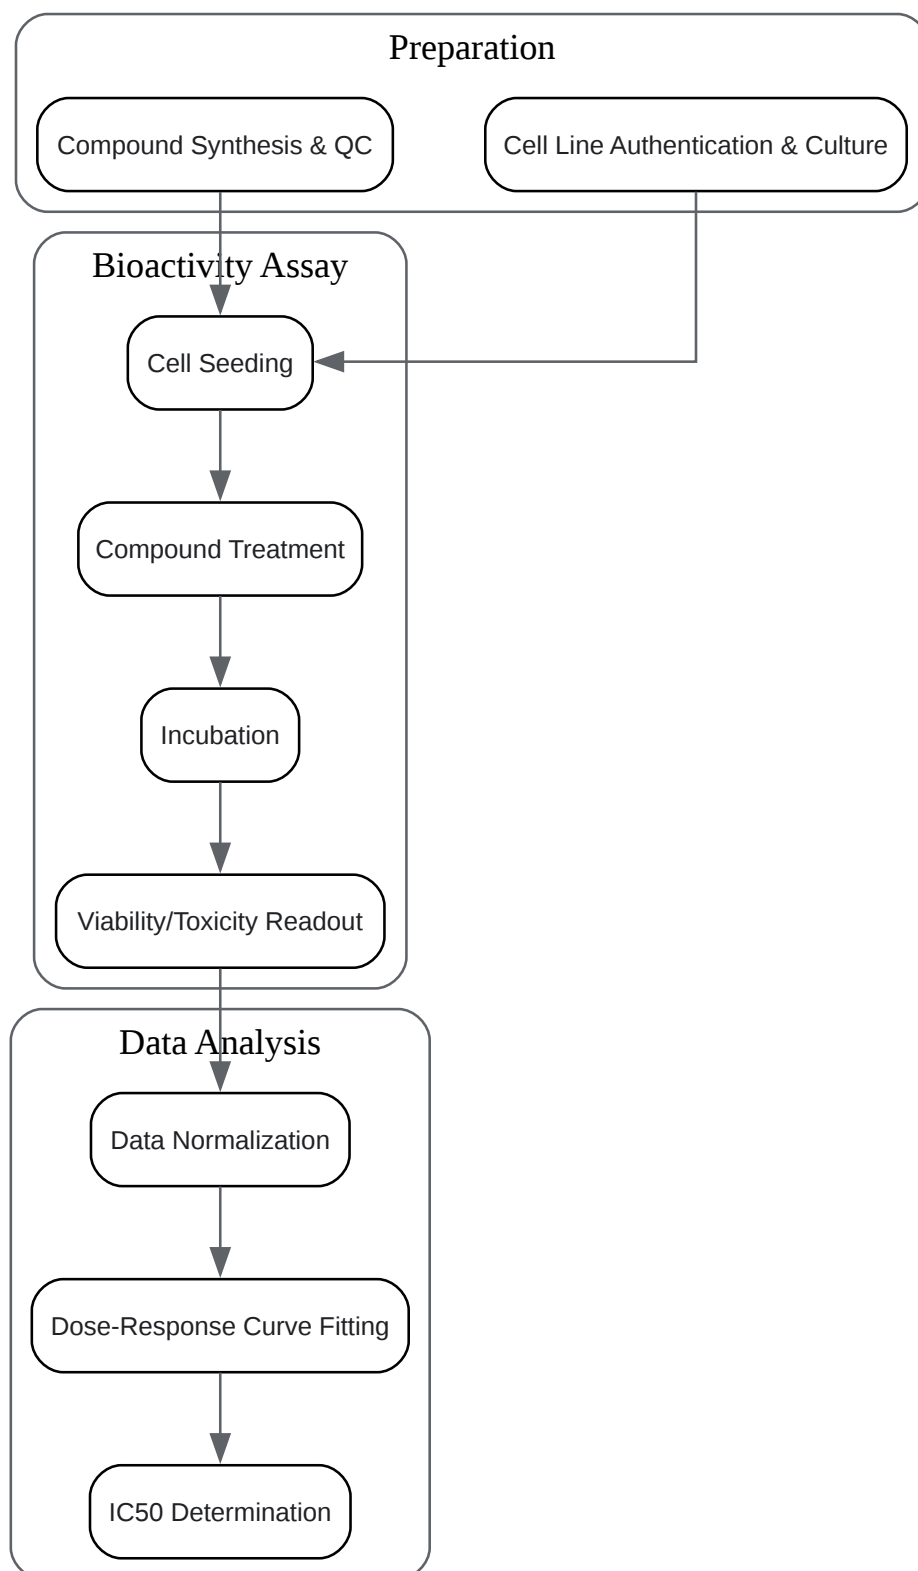 Preparation
Compound Synthesis & QC
Cell Line Authentication & Culture
Bioactivity Assay
Cell Seeding
Compound Treatment
Incubation
Viability/Toxicity Readout
Data Analysis
Data Normalization
Dose-Response Curve Fitting
IC50 Determination